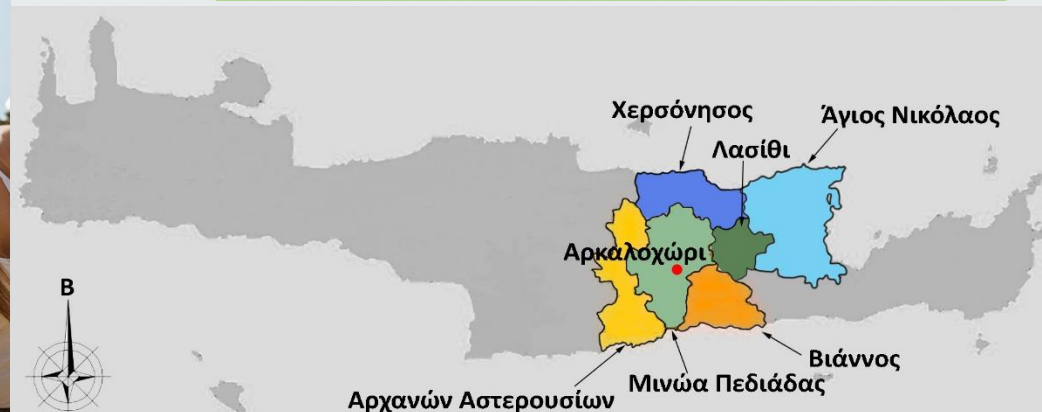 Χερσόνησος
Άγιος Νικόλαος
Λασίθι
Αρκαλοχώρι
Β
Βιάννος
Μινώα Πεδιάδας
Αρχανών Αστερουσίων